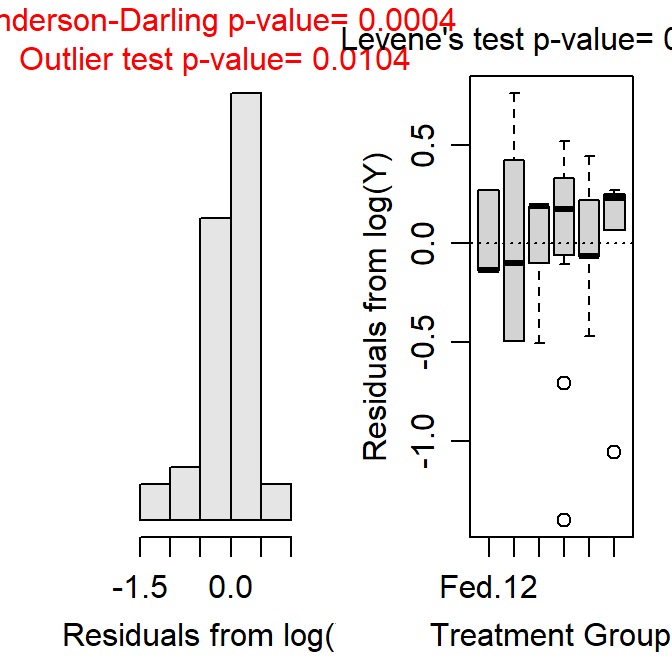 nderson-Darling p-value= 0.0004
Outlier test p-value= 0.0104
Levene's test p-value= 0
-1.5 0.0
Residuals from log(
Residuals from log(Y)
0.5
0.0
-0.5
-1.0
Fed.12
Treatment Group